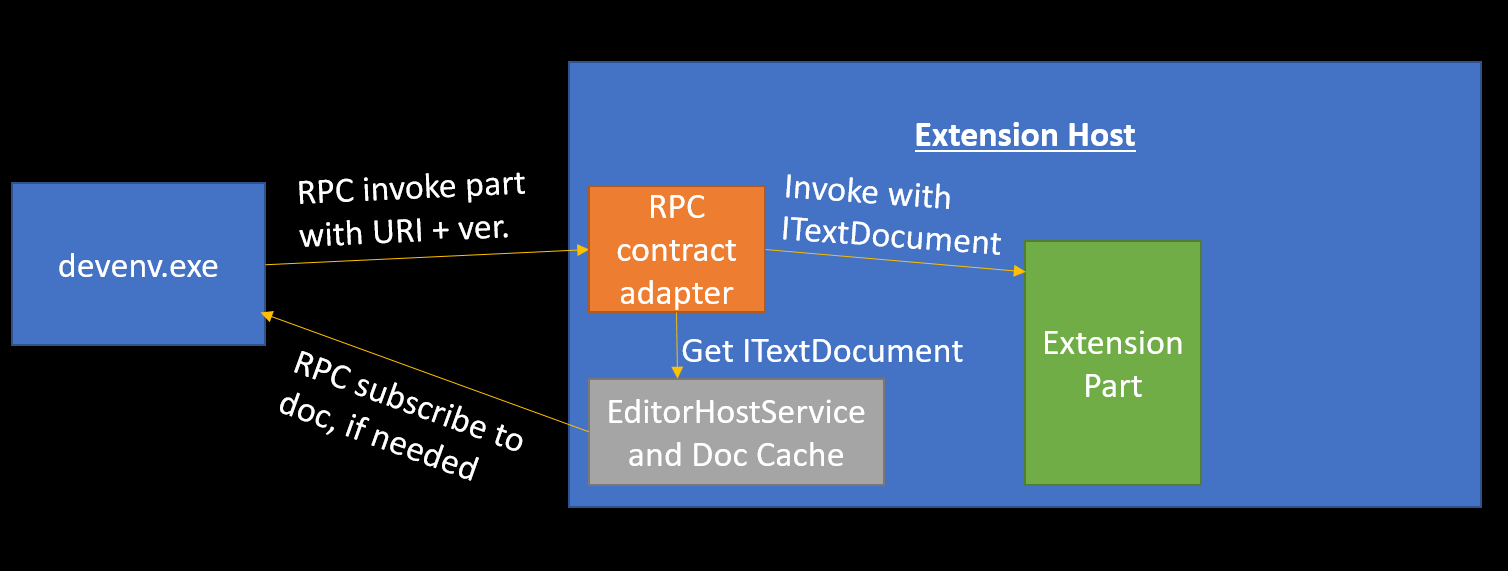 Extension Host
RPC invoke part
with URI + ver.
devenv.exe
RPC
contract
adapter
Invoke with
ITextDocument
Get ITextDocument
Extension
Part
RPC subscribe to
doc, if needed
EditorHostService
and Doc Cache